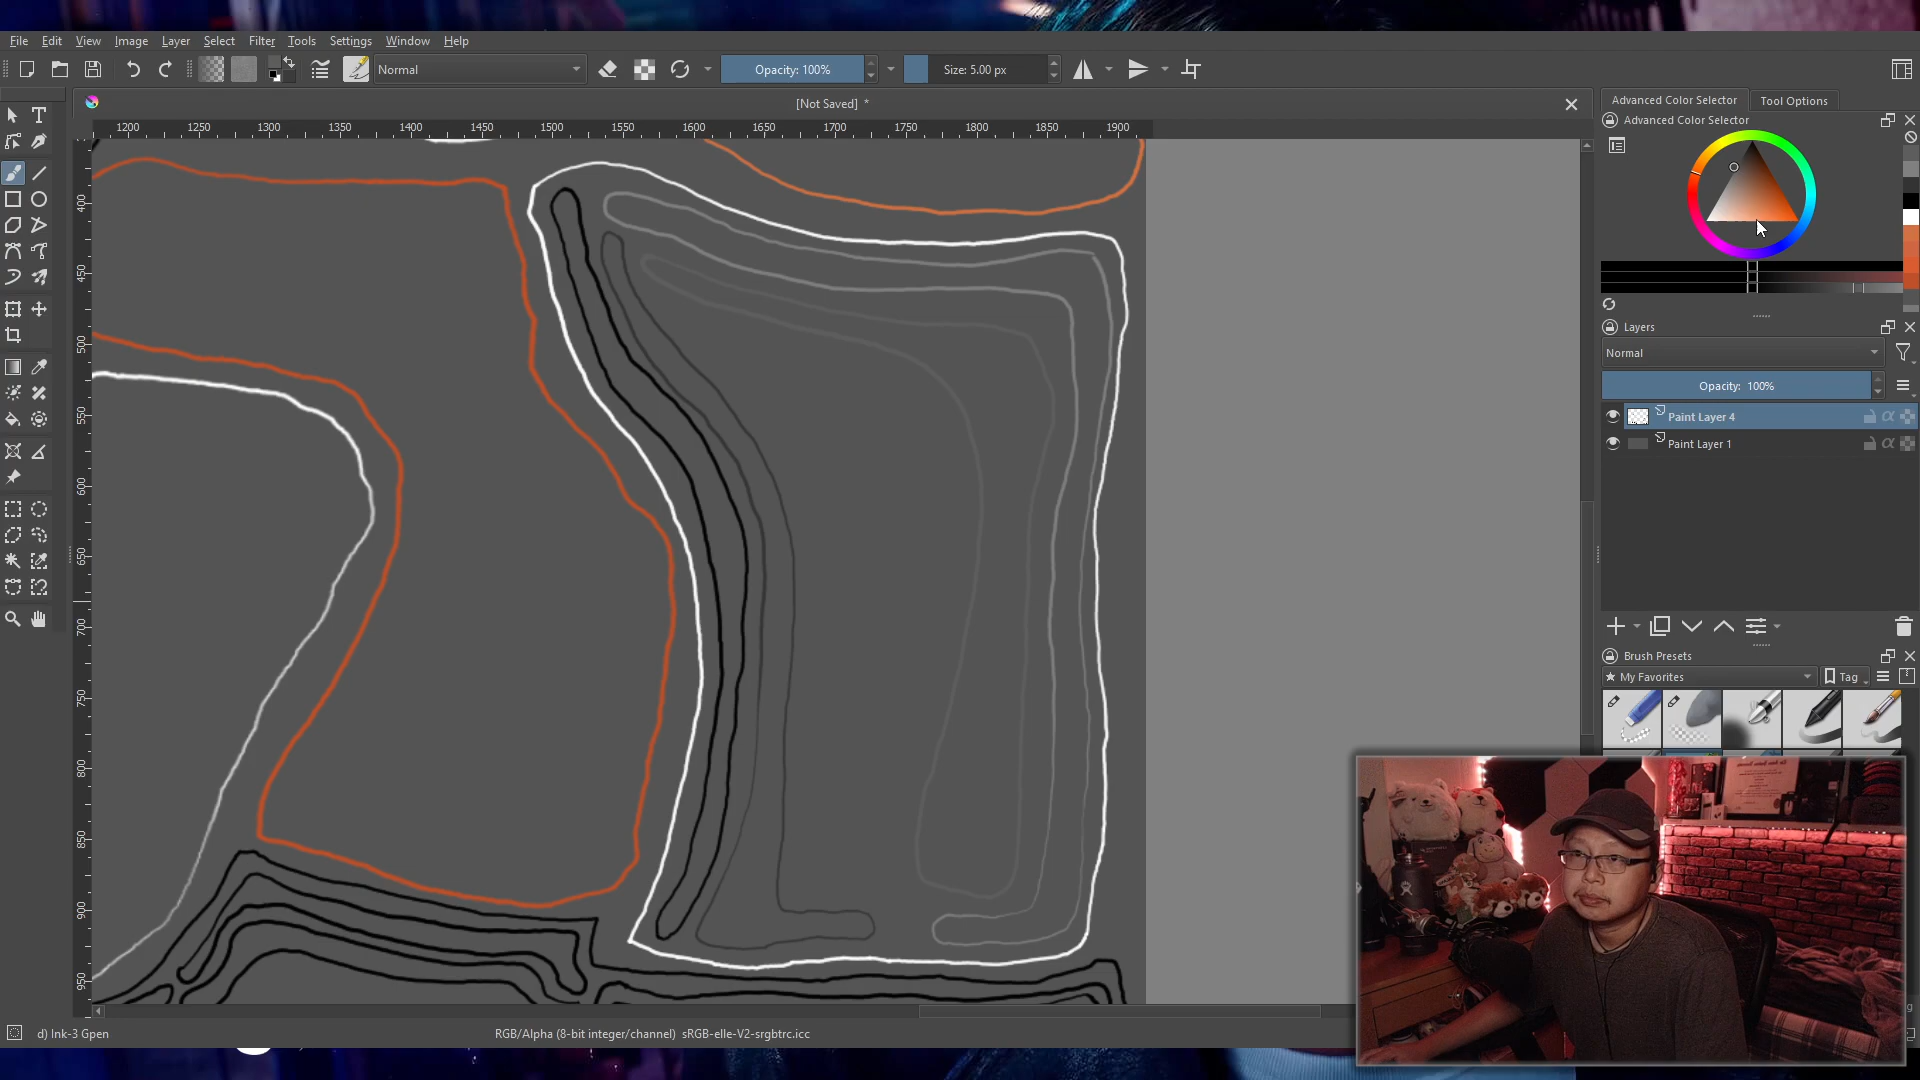 File Edit View Image Layer Select Filter Tools Settings Window Help
Normal
Opacity: 100%
Size: 5.00 px
[Not Saved] *
1200 1250 1300 1350 1400 1450 1500 1550 1600 1650 1700 1750 1800 1850 1900
400
450
500
550
600
650
700
750
800
850
900
950
Advanced Color Selector
Tool Options
Advanced Color Selector
Layers
Normal
Opacity: 100%
Paint Layer 4
Paint Layer 1
Brush Presets
My Favorites
Tag
d) Ink-3 Gpen
RGB/Alpha (8-bit integer/channel) sRGB-elle-V2-srgbtrc.icc